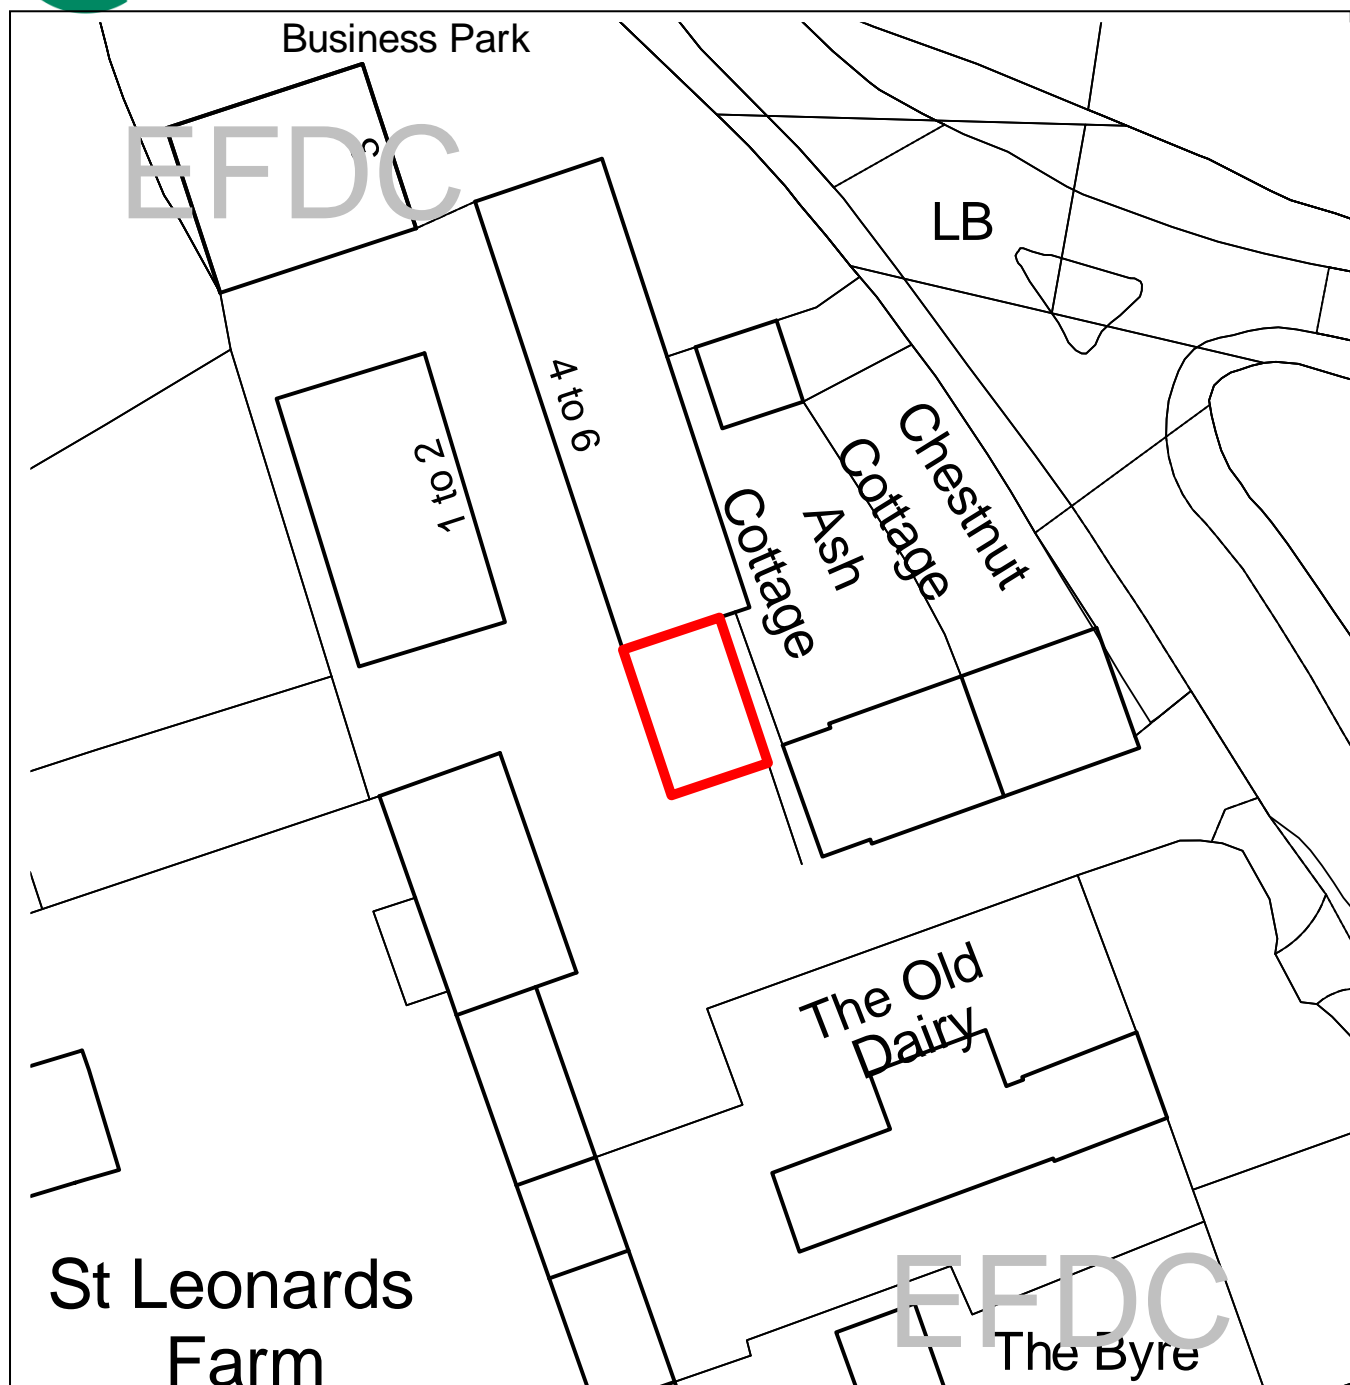 Business Park
EFDC
LB
4 to 6
1 to 2
Chestnut
Cottage
Ash
Cottage
The Old
Dairy
St Leonards
Farm
EFDC
The Byre